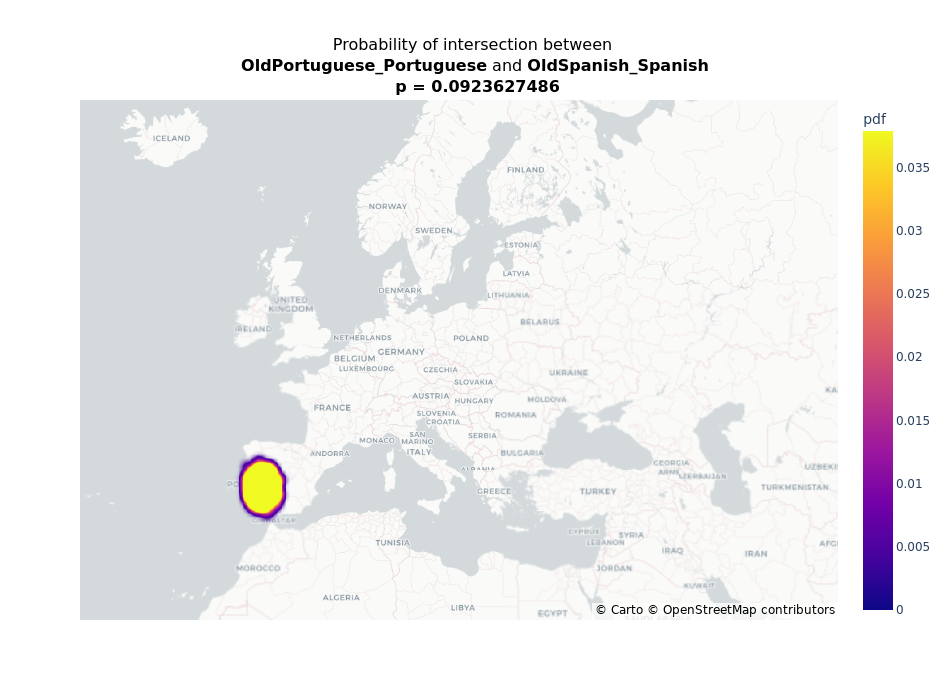 Probability of intersection between
OldPortuguese_Portuguese and OldSpanish_Spanish
p = 0.0923627486
pdf
ICELAND
0.035
FINLAND
NORWAY
SWEDEN
0.03
ESTONIA
LATVIA
DENMARK
LITHUANIA
0.025
UNITED
KINGDOM
IRELAND
BELARUS
NETHERLANDS
POLAND
BELGIUM
GERMANY
0.02
LUXEMBOURG
CZECHIA
UKRAINE
SLOVAKIA
AUSTRIA
HUNGARY
MOLDOVA
KA
FRANCE
SLOVENIA
CROATIA
ROMANIA
0.015
MONACO
SAN
MARINO
SERBIA
ITALY
ANDORRA
BULGARIA
ALBANIA
GEORGIA
ARME
AZERBAIJAN
UZBEKI
0.01
PO
GREECE
TURKEY
TURKMENISTAN
GIBRALTAR
CYPRUS
SYRIA
LEBANON
TUNISIA
IRAQ
IRAN
AFG
0.005
MOROCCO
JORDAN
KUWAIT
ALGERIA
LIBYA
EGYPT
SAUDI ARABIA
© Carto © OpenStreetMap contributors
0